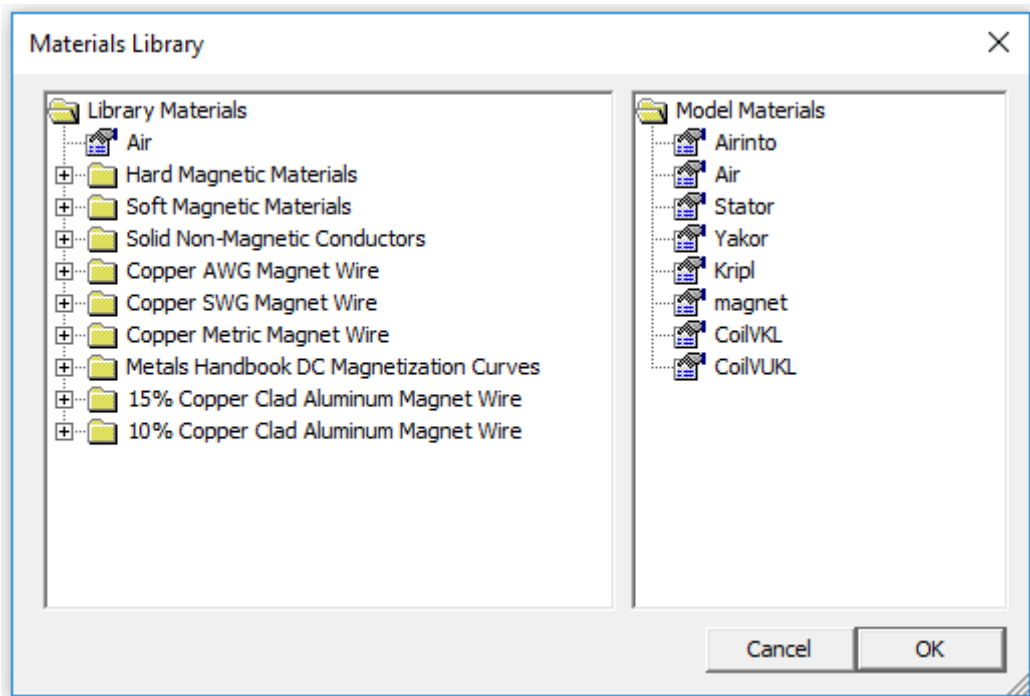 Materials Library
Library Materials
Air
Hard Magnetic Materials
Soft Magnetic Materials
Solid Non-Magnetic Conductors
Copper AWG Magnet Wire
Copper SWG Magnet Wire
Copper Metric Magnet Wire
Metals Handbook DC Magnetization Curves
15% Copper Clad Aluminum Magnet Wire
10% Copper Clad Aluminum Magnet Wire
Model Materials
Airinto
Air
Stator
Yakor
Kripl
magnet
CoilVKL
CoilVUKL
Cancel
OK